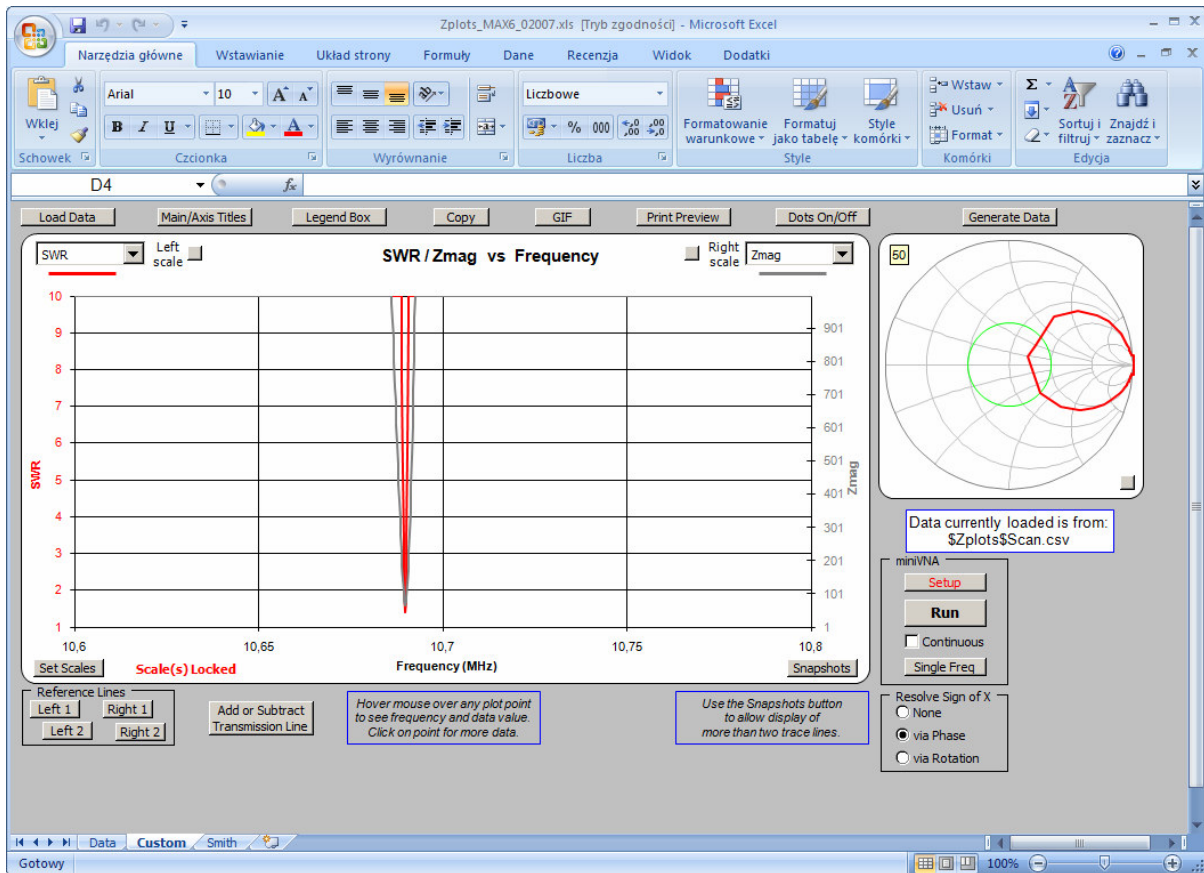 Zplots_MAX6_02007.xls [Tryb zgodności] - Microsoft Excel
Narzędzia główne Wstawianie Układ strony Formuły Dane Recenzja Widok Dodatki
Wklej
Arial 10 A A
B I U A
Liczbowe
% 000 ,0 ,00 ,00 ,0
Formatowanie warunkowe
Formatuj jako tabelę
Style komórki
Wstaw
Usuń
Format
Σ
Sortuj i filtruj
Znajdź i zaznacz
Schowek Czcionka Wyrównanie Liczba Style Komórki Edycja
D4 fx
Load Data Main/Axis Titles Legend Box Copy GIF Print Preview Dots On/Off Generate Data
SWR
Left scale
SWR / Zmag vs Frequency
Right scale
Zmag
50
10
9
8
7
6
5
4
3
2
1
SWR
901
801
701
601
501
401
301
201
101
1
Zmag
10,6 10,65 10,7 10,75 10,8
Set Scales Scale(s) Locked Frequency (MHz) Snapshots
Data currently loaded is from:
$Zplots$Scan.csv
miniVNA
Setup
Run
Continuous
Single Freq
Reference Lines
Left 1 Right 1
Left 2 Right 2
Add or Subtract
Transmission Line
Hover mouse over any plot point
to see frequency and data value.
Click on point for more data.
Use the Snapshots button
to allow display of
more than two trace lines.
Resolve Sign of X
None
via Phase
via Rotation
Data Custom Smith
Gotowy 100%